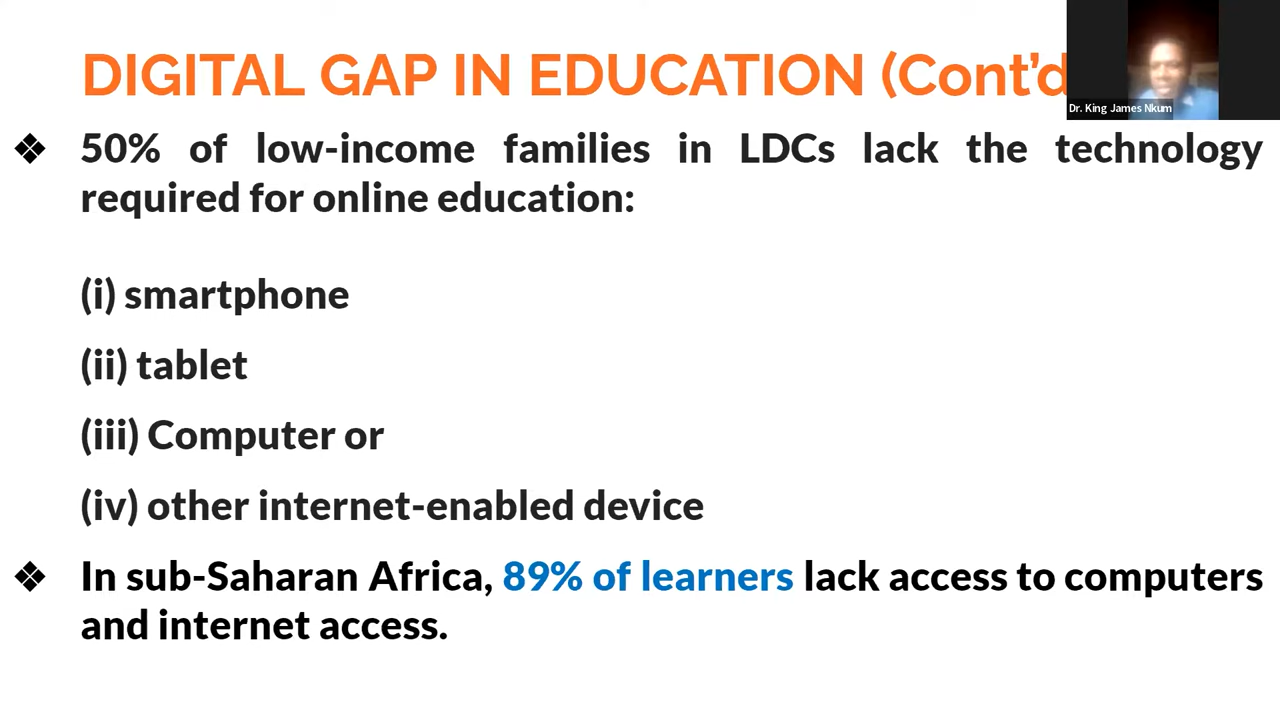 DIGITAL GAP IN EDUCATION (Cont'd
Dr. King James Nkum
❖ 50% of low-income families in LDCs lack the technology
required for online education:
(i) smartphone
(ii) tablet
(iii) Computer or
(iv) other internet-enabled device
❖ In sub-Saharan Africa, 89% of learners lack access to computers
and internet access.